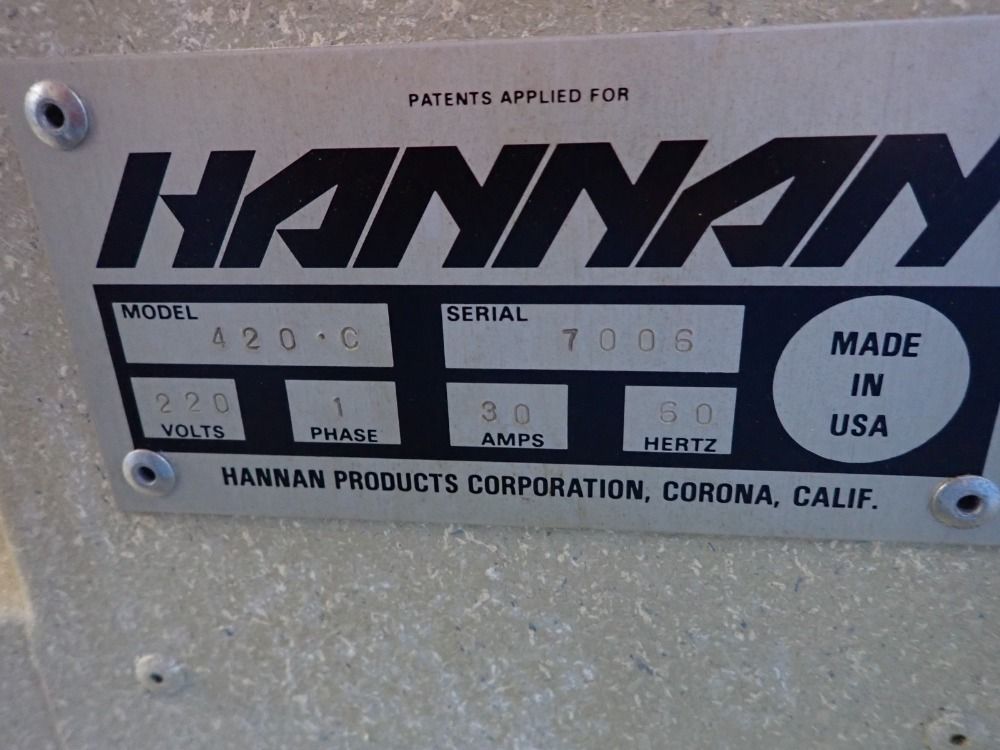 PATENTS APPLIED FOR
HANNAN
MODEL 420·C
SERIAL 7006
220 VOLTS
1 PHASE
30 AMPS
60 HERTZ
MADE
IN
USA
HANNAN PRODUCTS CORPORATION, CORONA, CALIF.